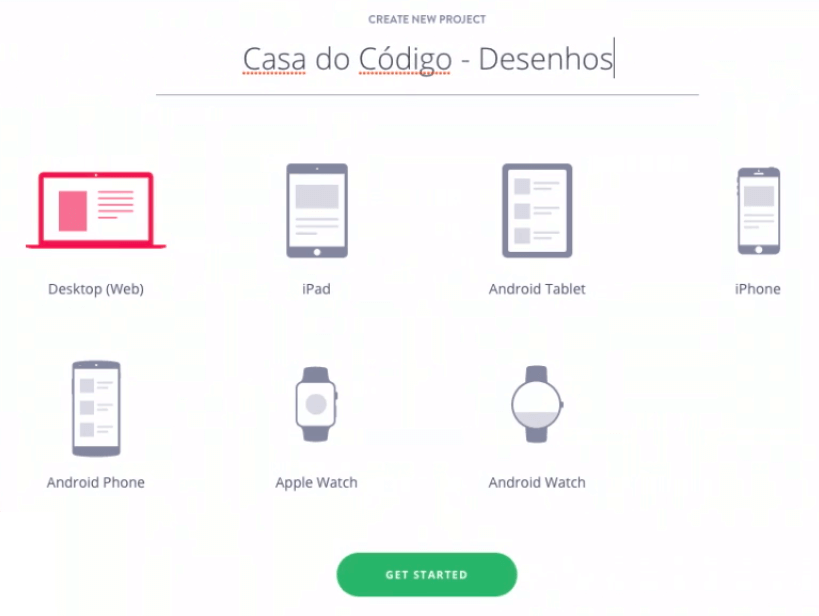 CREATE NEW PROJECT
Casa do Código - Desenhos
Desktop (Web)
iPad
Android Tablet
iPhone
Android Phone
Apple Watch
Android Watch
GET STARTED